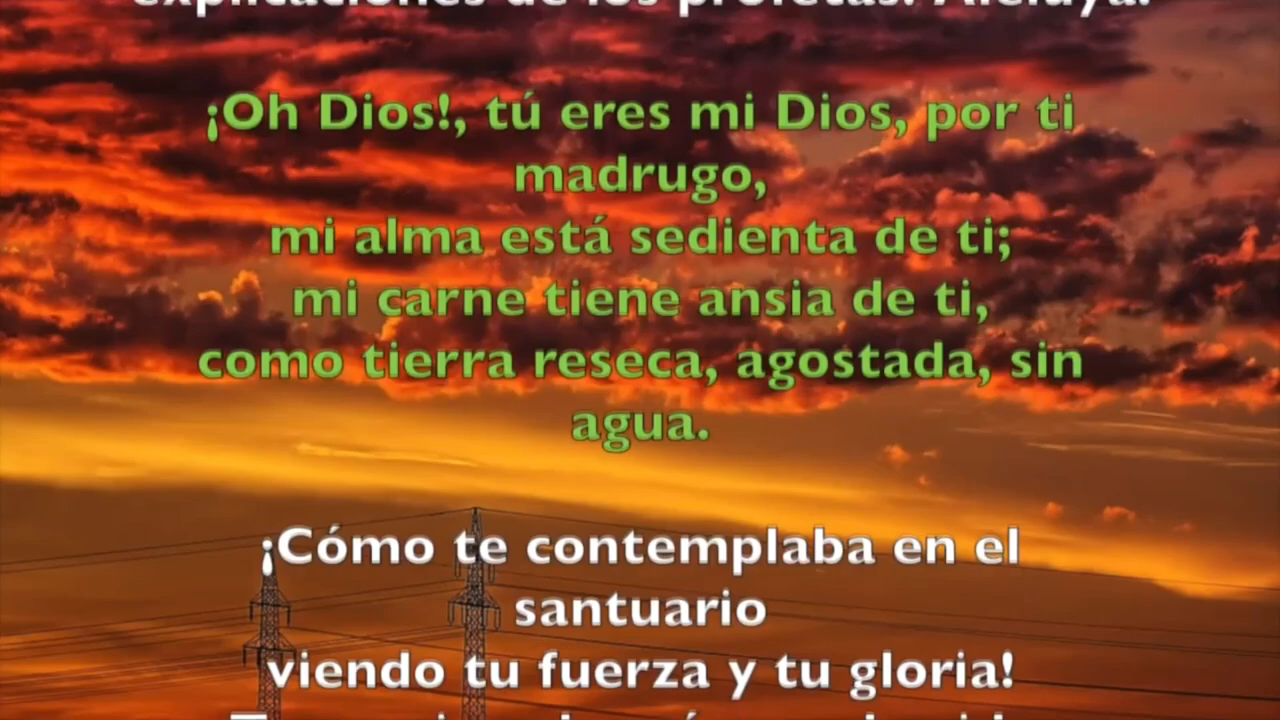 explicaciones de los profetas. Aleluya.
¡Oh Dios!, tú eres mi Dios, por ti
madrugo,
mi alma está sedienta de ti;
mi carne tiene ansia de ti,
como tierra reseca, agostada, sin
agua.
¡Cómo te contemplaba en el
santuario
viendo tu fuerza y tu gloria!